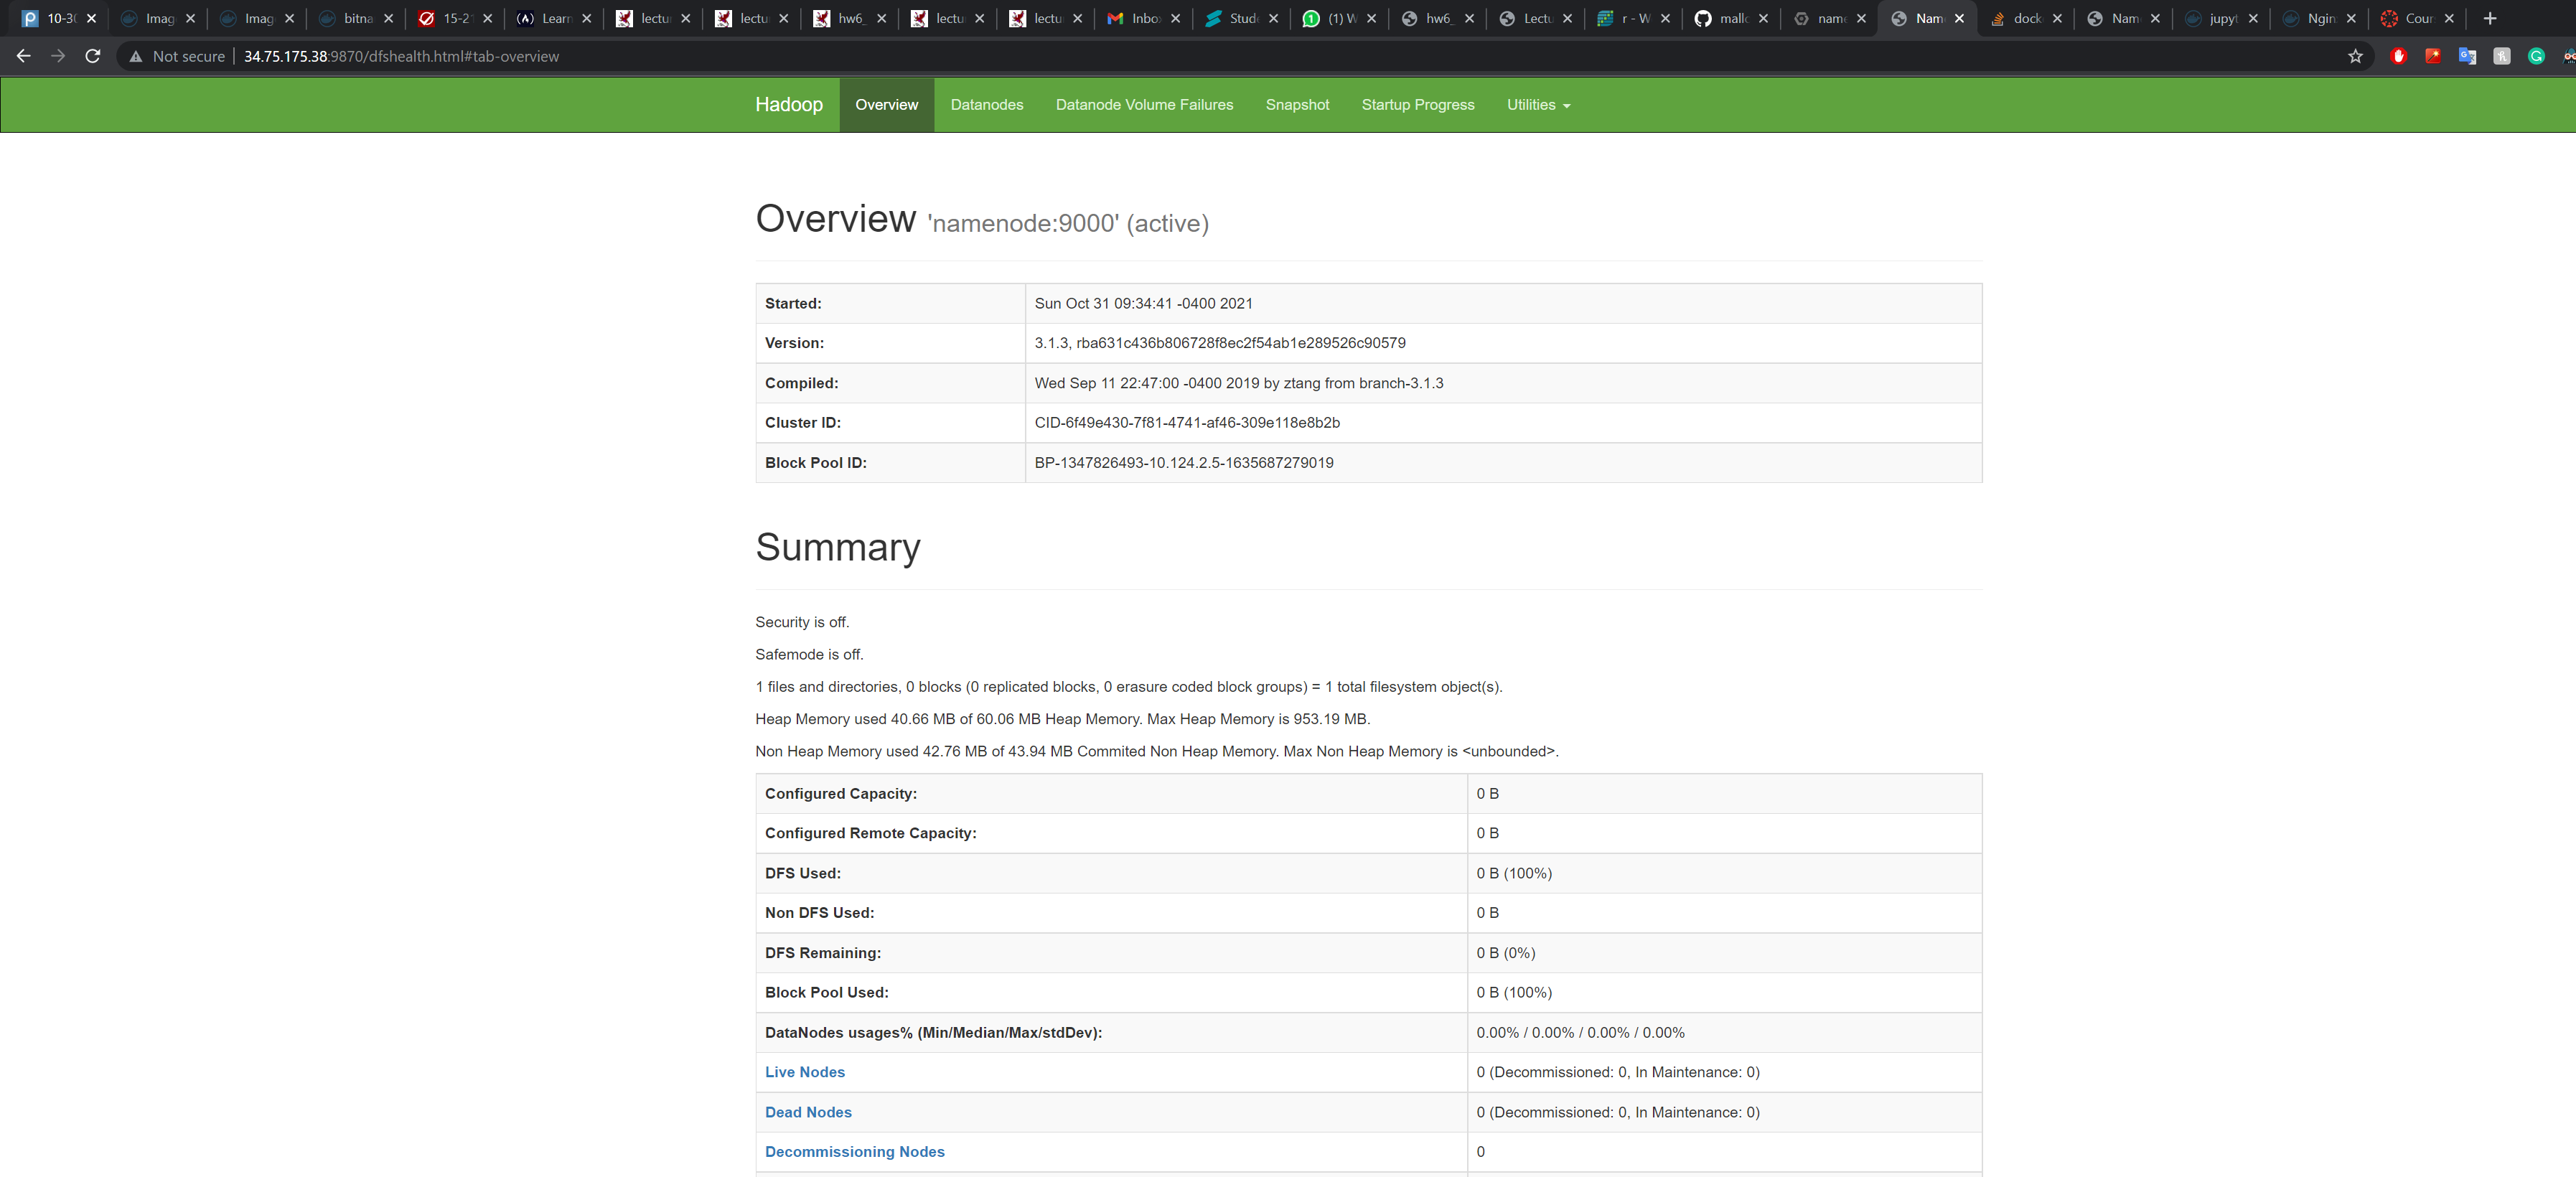 10-30 Imag Imag bitna 15-21 Learn lectu lectu hw6_ lectu lectu Inbo Stude (1) W hw6_ Lectu r - W mallo name Nam dock Nam jupyt Ngin Cour
Not secure 34.75.175.38:9870/dfshealth.html#tab-overview
Hadoop Overview Datanodes Datanode Volume Failures Snapshot Startup Progress Utilities
Overview 'namenode:9000' (active)
Started: Sun Oct 31 09:34:41 -0400 2021
Version: 3.1.3, rba631c436b806728f8ec2f54ab1e289526c90579
Compiled: Wed Sep 11 22:47:00 -0400 2019 by ztang from branch-3.1.3
Cluster ID: CID-6f49e430-7f81-4741-af46-309e118e8b2b
Block Pool ID: BP-1347826493-10.124.2.5-1635687279019
Summary
Security is off.
Safemode is off.
1 files and directories, 0 blocks (0 replicated blocks, 0 erasure coded block groups) = 1 total filesystem object(s).
Heap Memory used 40.66 MB of 60.06 MB Heap Memory. Max Heap Memory is 953.19 MB.
Non Heap Memory used 42.76 MB of 43.94 MB Commited Non Heap Memory. Max Non Heap Memory is <unbounded>.
Configured Capacity: 0 B
Configured Remote Capacity: 0 B
DFS Used: 0 B (100%)
Non DFS Used: 0 B
DFS Remaining: 0 B (0%)
Block Pool Used: 0 B (100%)
DataNodes usages% (Min/Median/Max/stdDev): 0.00% / 0.00% / 0.00% / 0.00%
Live Nodes 0 (Decommissioned: 0, In Maintenance: 0)
Dead Nodes 0 (Decommissioned: 0, In Maintenance: 0)
Decommissioning Nodes 0